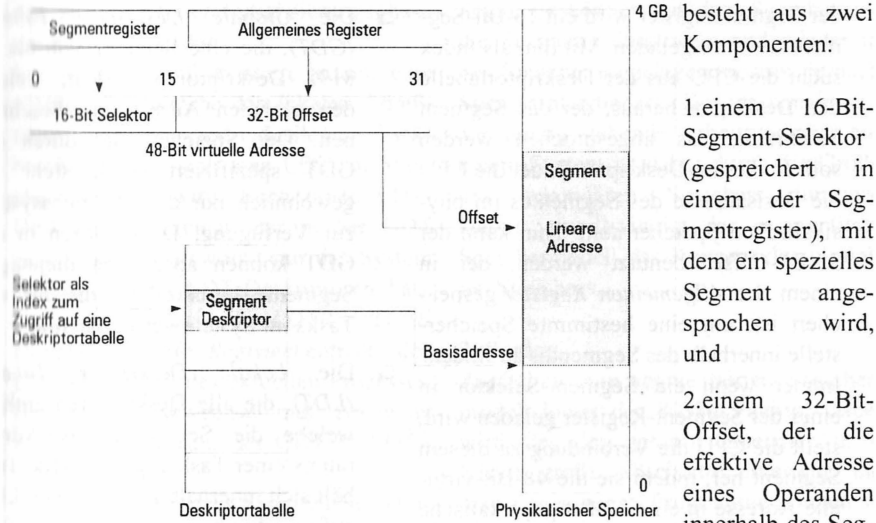 Segmentregister
Allgemeines Register
0 15 31
16-Bit Selektor
32-Bit Offset
48-Bit virtuelle Adresse
4 GB
Segment
Offset
Lineare
Adresse
Selektor als
Index zum
Zugriff auf eine
Deskriptortabelle
Segment
Deskriptor
Basisadresse
0
Deskriptortabelle
Physikalischer Speicher
besteht aus zwei
Komponenten:
1.einem 16-Bit-
Segment-Selektor
(gespreichert in
einem der Seg-
mentregister), mit
dem ein spezielles
Segment ange-
sprochen wird,
und
2.einem 32-Bit-
Offset, der die
effektive Adresse
eines Operanden
innerhalb des Seg-